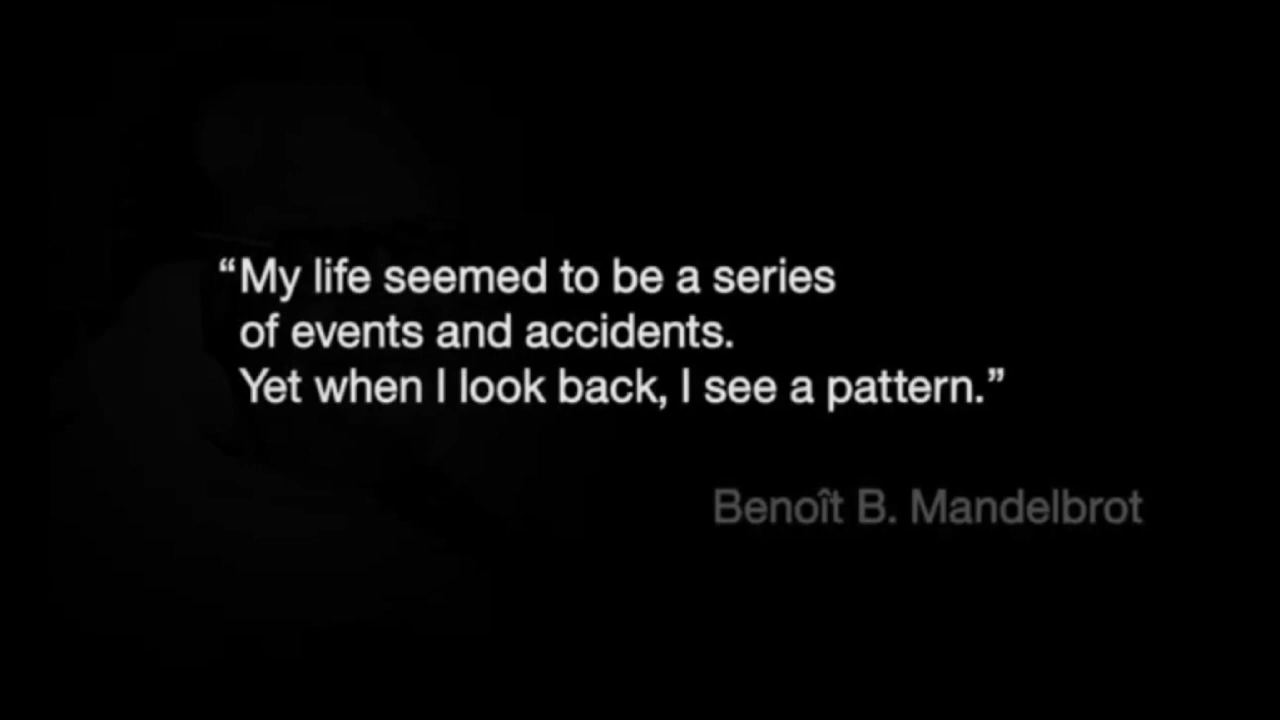 “My life seemed to be a series
of events and accidents.
Yet when I look back, I see a pattern.”
Benoît B. Mandelbrot